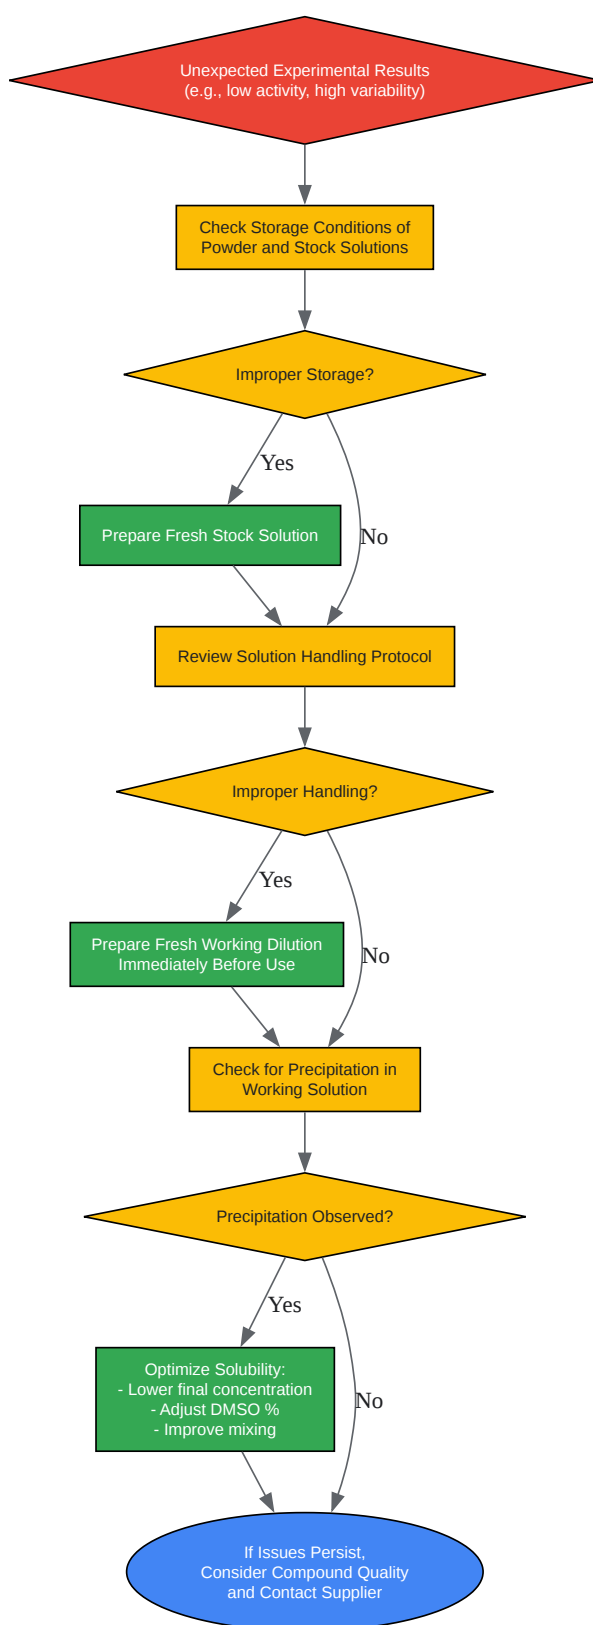 Unexpected Experimental Results
(e.g., low activity, high variability)
Check Storage Conditions of
Powder and Stock Solutions
Improper Storage?
Yes
Prepare Fresh Stock Solution
No
Review Solution Handling Protocol
Improper Handling?
Yes
Prepare Fresh Working Dilution
Immediately Before Use
No
Check for Precipitation in
Working Solution
Precipitation Observed?
Yes
Optimize Solubility:
- Lower final concentration
- Adjust DMSO %
- Improve mixing
No
If Issues Persist,
Consider Compound Quality
and Contact Supplier